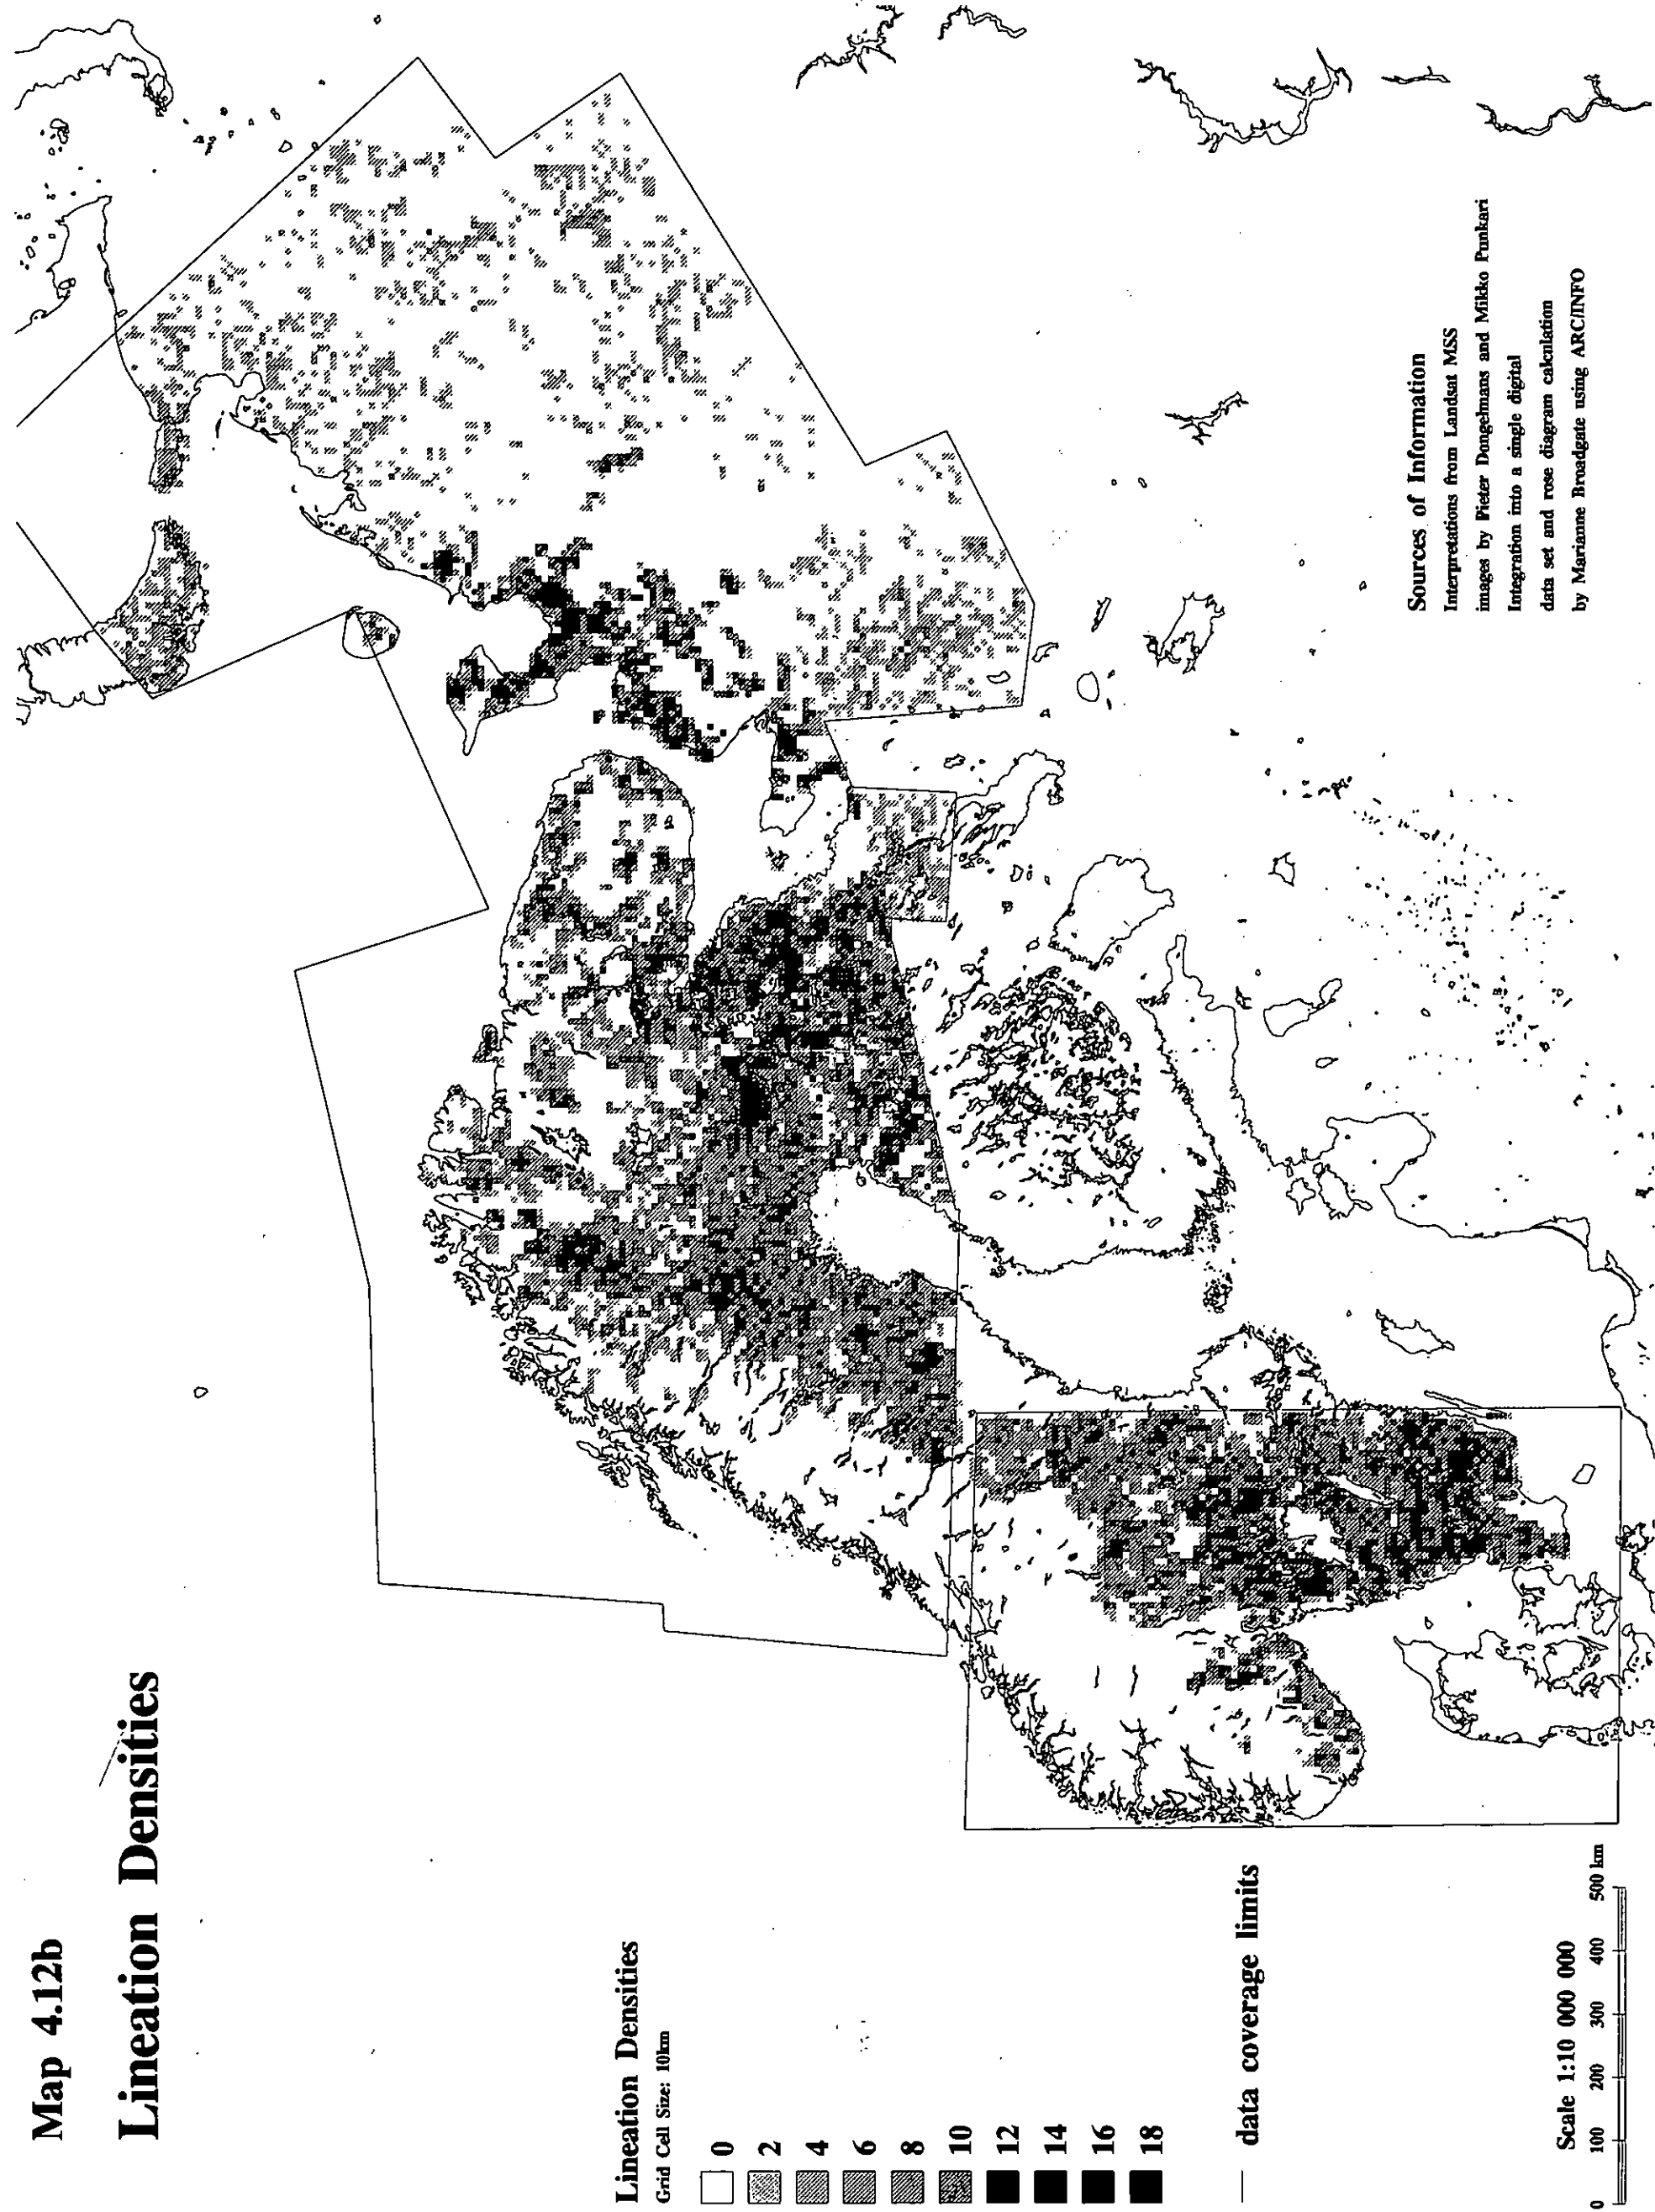 Map 4.12b
Lineation Densities
Lineation Densities
Grid Cell Size: 10km
0
2
4
6
8
10
12
14
16
18
data coverage limits
Scale 1:10 000 000
0 100 200 300 400 500 km
Sources of Information
Interpretations from Landsat MSS
images by Pieter Dongelmans and Mikko Punkari
Integration into a single digital
data set and rose diagram calculation
by Marianne Broadgate using ARC/INFO